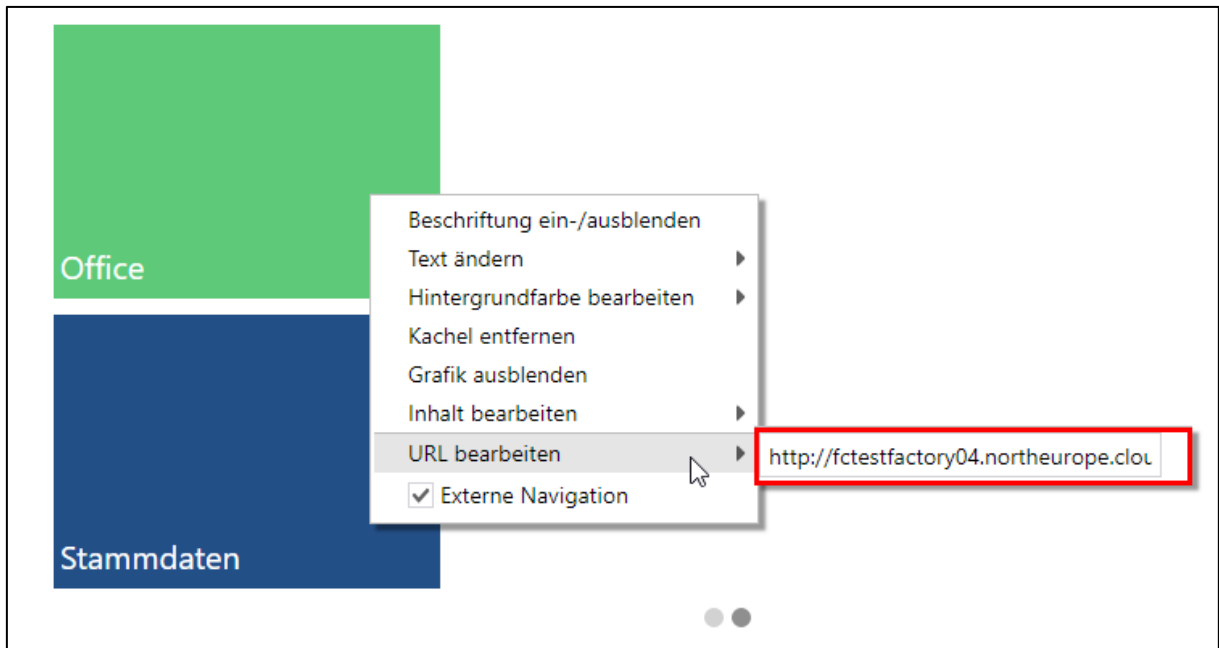 Office
Beschriftung ein-/ausblenden
Text ändern
Hintergrundfarbe bearbeiten
Kachel entfernen
Grafik ausblenden
Inhalt bearbeiten
URL bearbeiten
http://fctestfactory04.northeurope.clou
Externe Navigation
Stammdaten